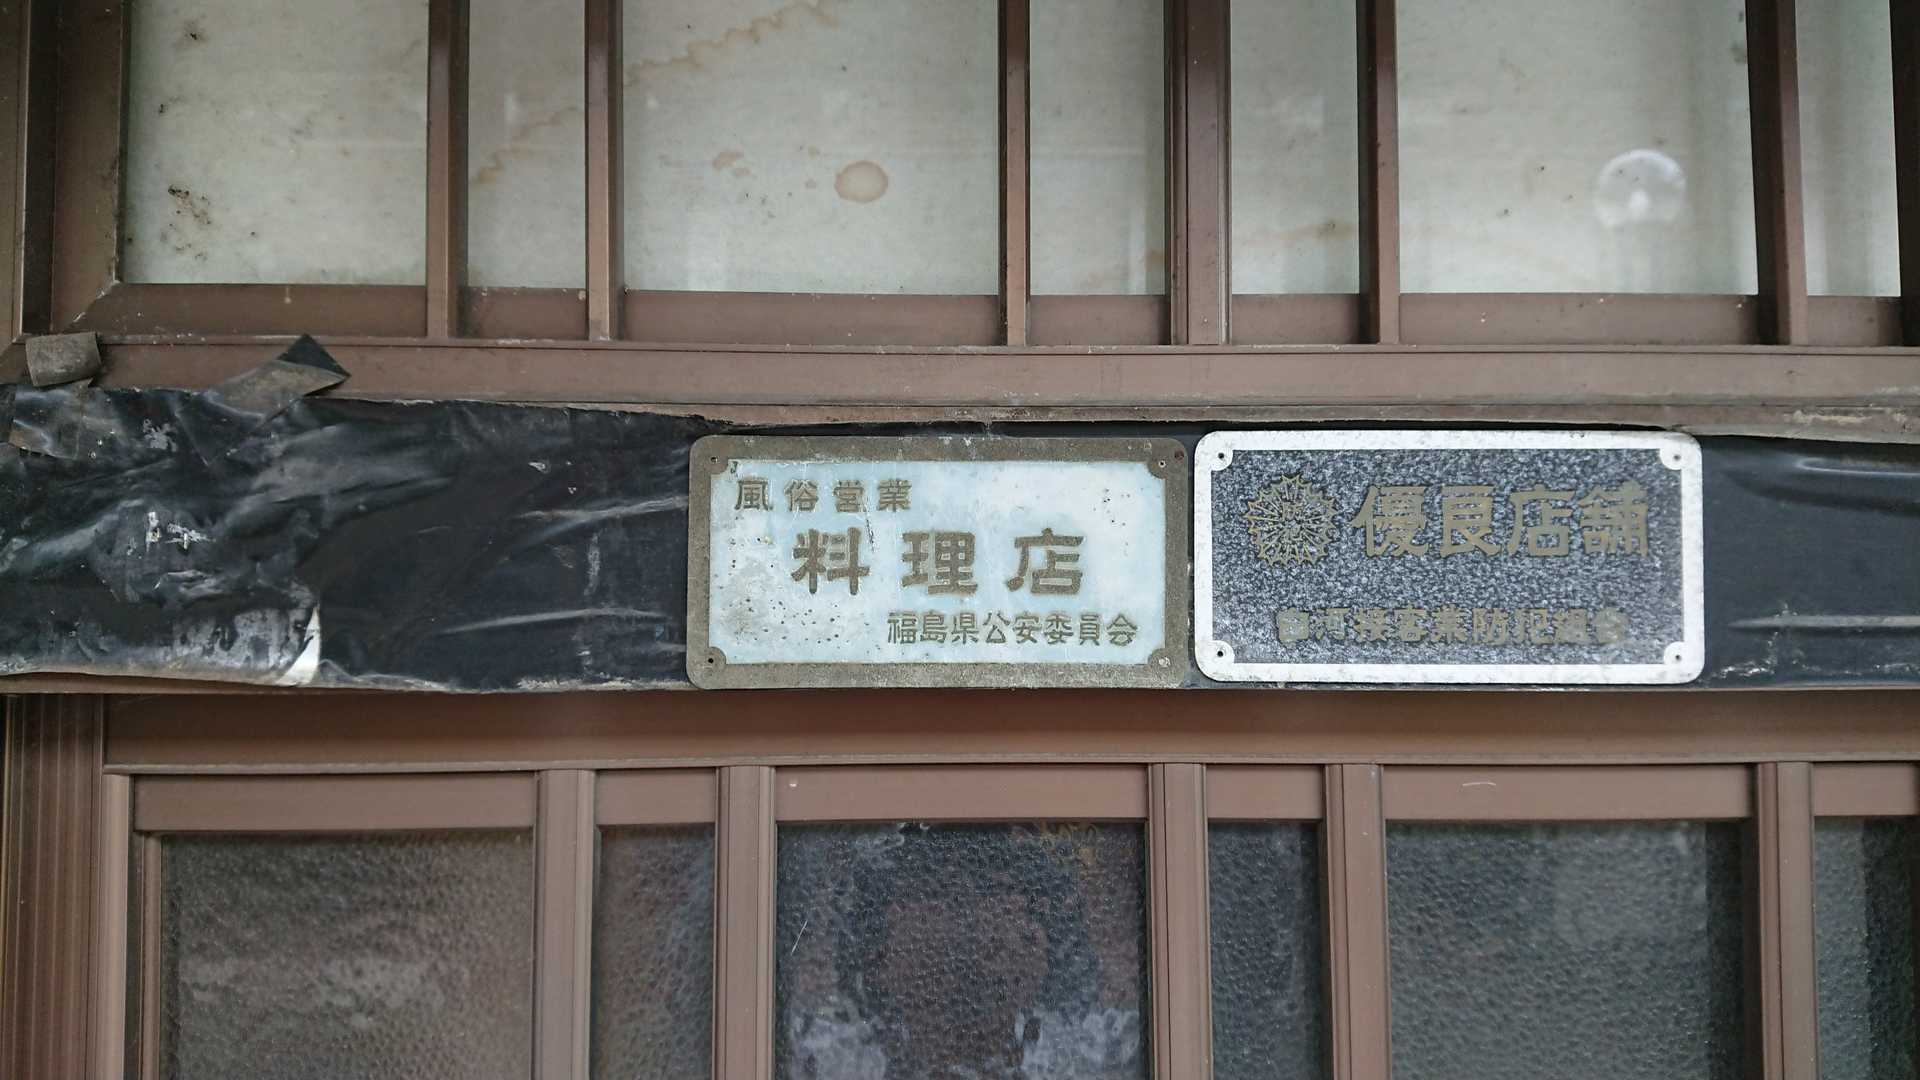 風俗営業
料理店
福島県公安委員会
優良店舗
白河接客業防犯組合